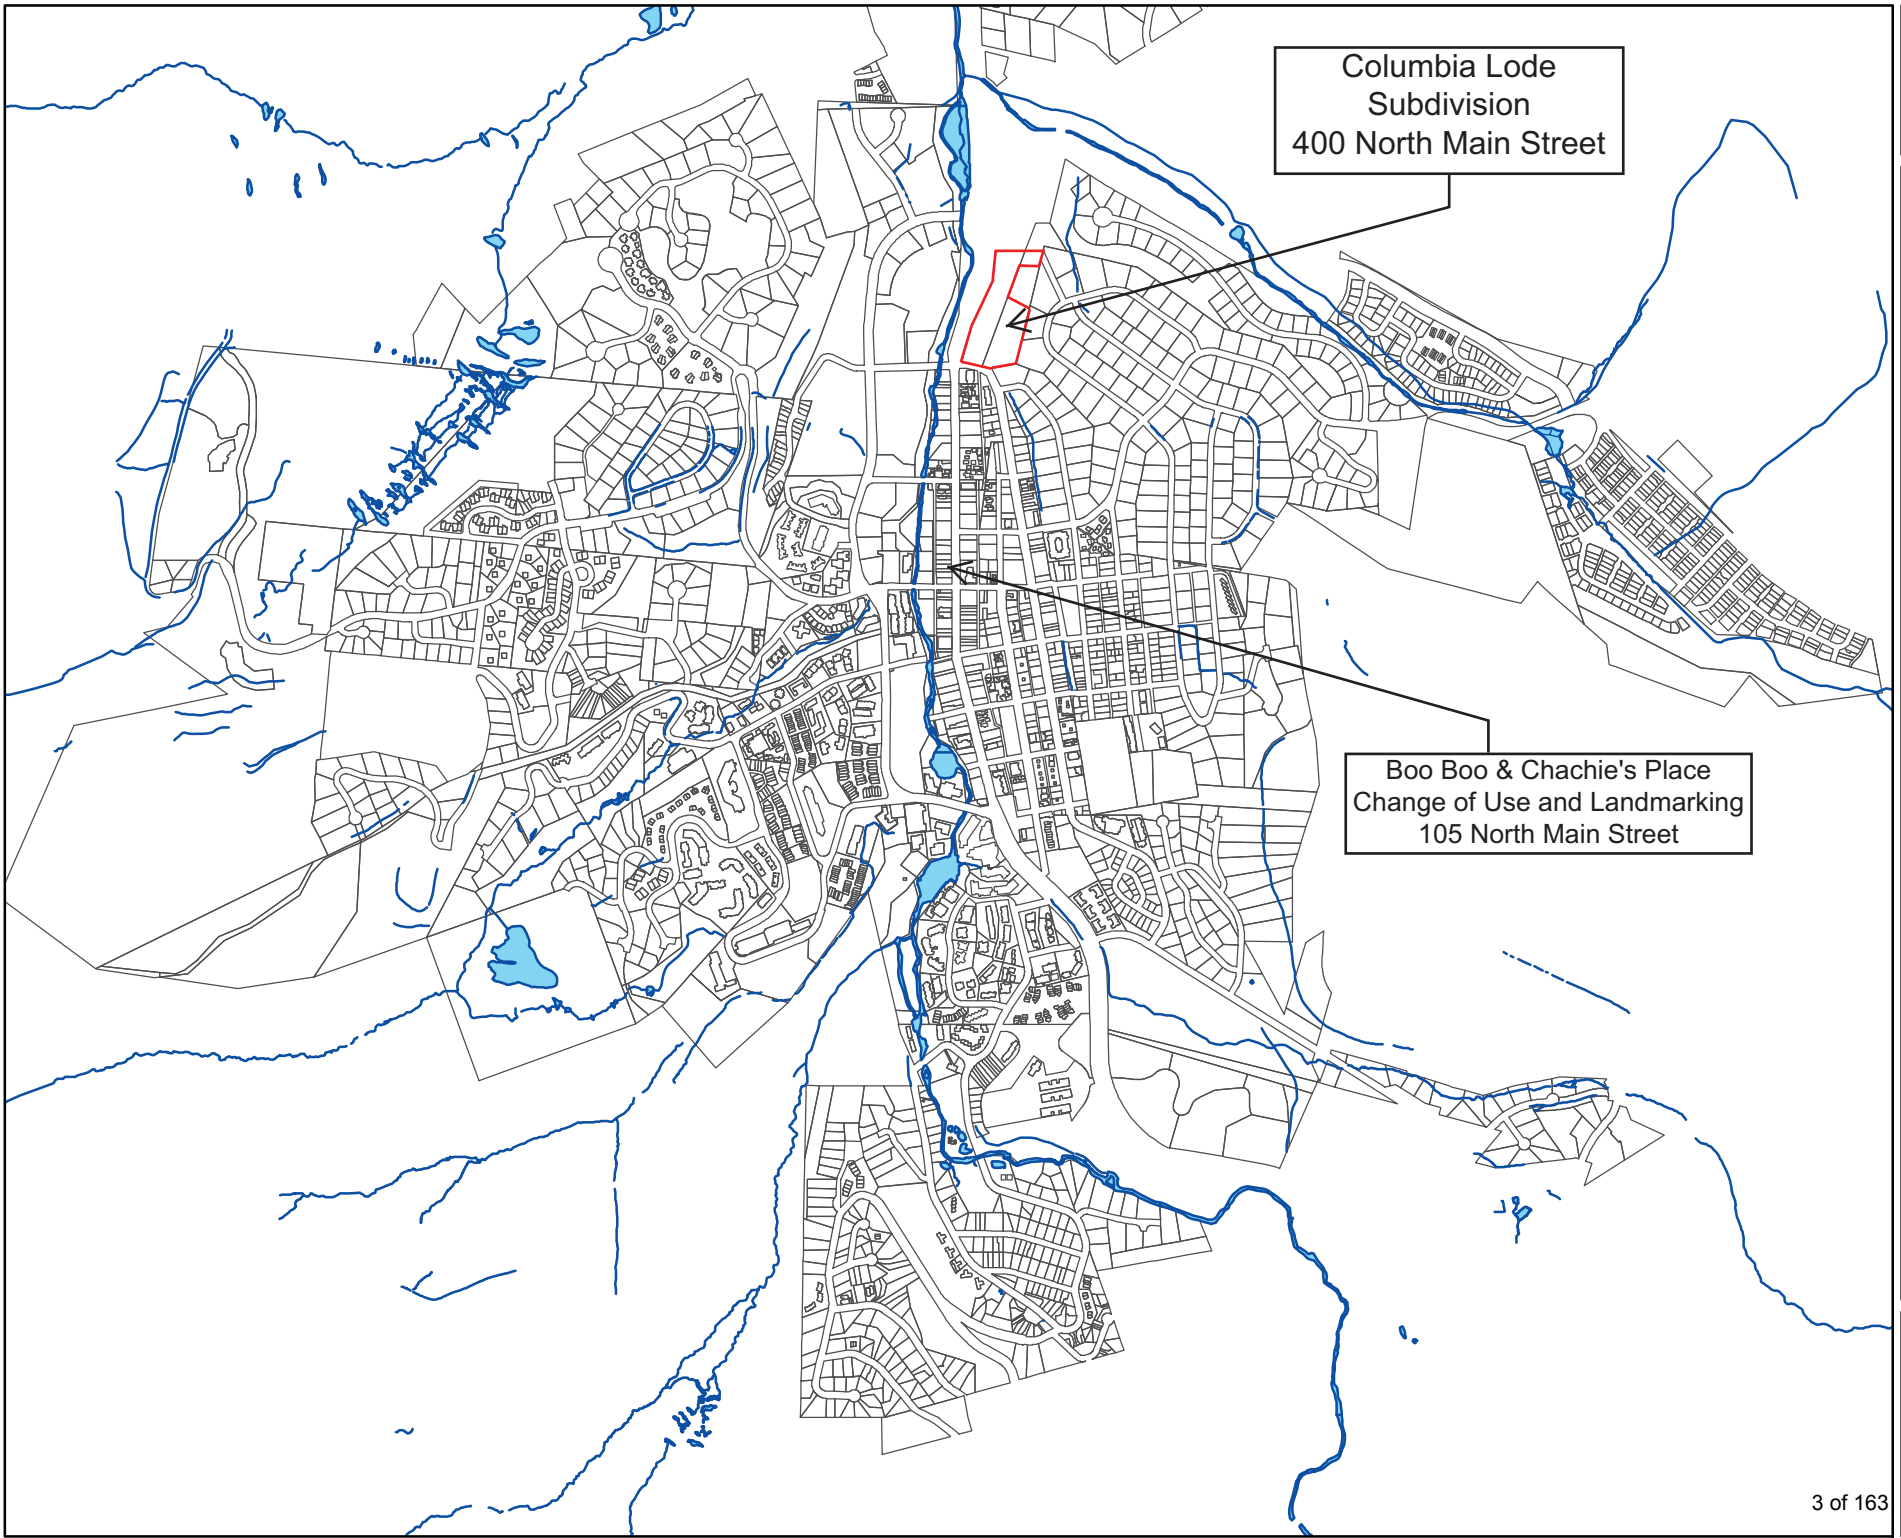 Columbia Lode
Subdivision
400 North Main Street
Boo Boo & Chachie's Place
Change of Use and Landmarking
105 North Main Street
3 of 163